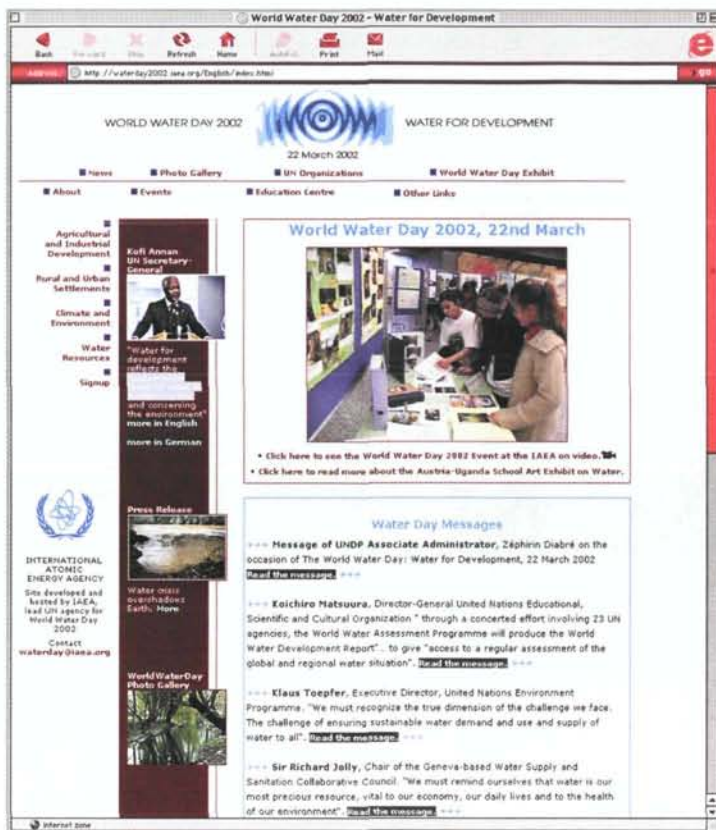 World Water Day 2002 - Water for Development
Back
Forward
Stop
Refresh
Home
AutoFill
Print
Mail
Address
http://waterday2002.iaea.org/English/index.html
go
WORLD WATER DAY 2002
WATER FOR DEVELOPMENT
22 March 2002
News
Photo Gallery
UN Organizations
World Water Day Exhibit
About
Events
Education Centre
Other Links
Agricultural
and Industrial
Development
Rural and Urban
Settlements
Climate and
Environment
Water
Resources
Signup
INTERNATIONAL
ATOMIC
ENERGY AGENCY
Site developed and
hosted by IAEA,
lead UN agency for
World Water Day
2002
Contact
waterday@iaea.org
Kofi Annan
UN Secretary-
General
"Water for
development
reflects the
and conserving
the environment"
more in English
more in German
Press Release
Water crisis
overshadows
Earth. More
WorldWaterDay
Photo Gallery
World Water Day 2002, 22nd March
• Click here to see the World Water Day 2002 Event at the IAEA on video.
• Click here to read more about the Austria-Uganda School Art Exhibit on Water.
Water Day Messages
+++ Message of UNDP Associate Administrator, Zéphirin Diabré on the
occasion of The World Water Day: Water for Development, 22 March 2002
Read the message. +++
+++ Koichiro Matsuura, Director-General United Nations Educational,
Scientific and Cultural Organization " through a concerted effort involving 23 UN
agencies, the World Water Assessment Programme will produce the World
Water Development Report".. to give "access to a regular assessment of the
global and regional water situation". Read the message. +++
+++ Klaus Toepfer, Executive Director, United Nations Environment
Programme. "We must recognize the true dimension of the challenge we face.
The challenge of ensuring sustainable water demand and use and supply of
water to all". Read the message. +++
+++ Sir Richard Jolly, Chair of the Geneva-based Water Supply and
Sanitation Collaborative Council. "We must remind ourselves that water is our
most precious resource, vital to our economy, our daily lives and to the health
of our environment". Read the message. +++
Internet zone